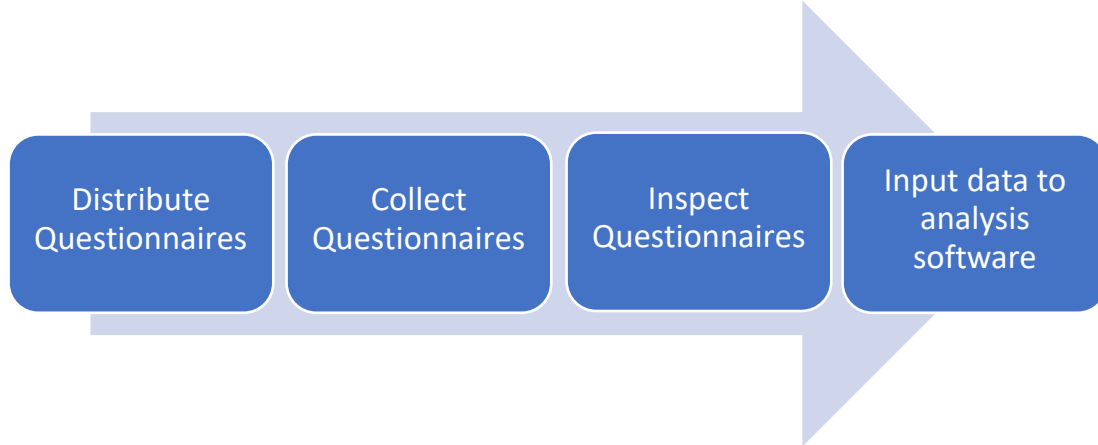 Distribute
Questionnaires
Collect
Questionnaires
Inspect
Questionnaires
Input data to
analysis
software